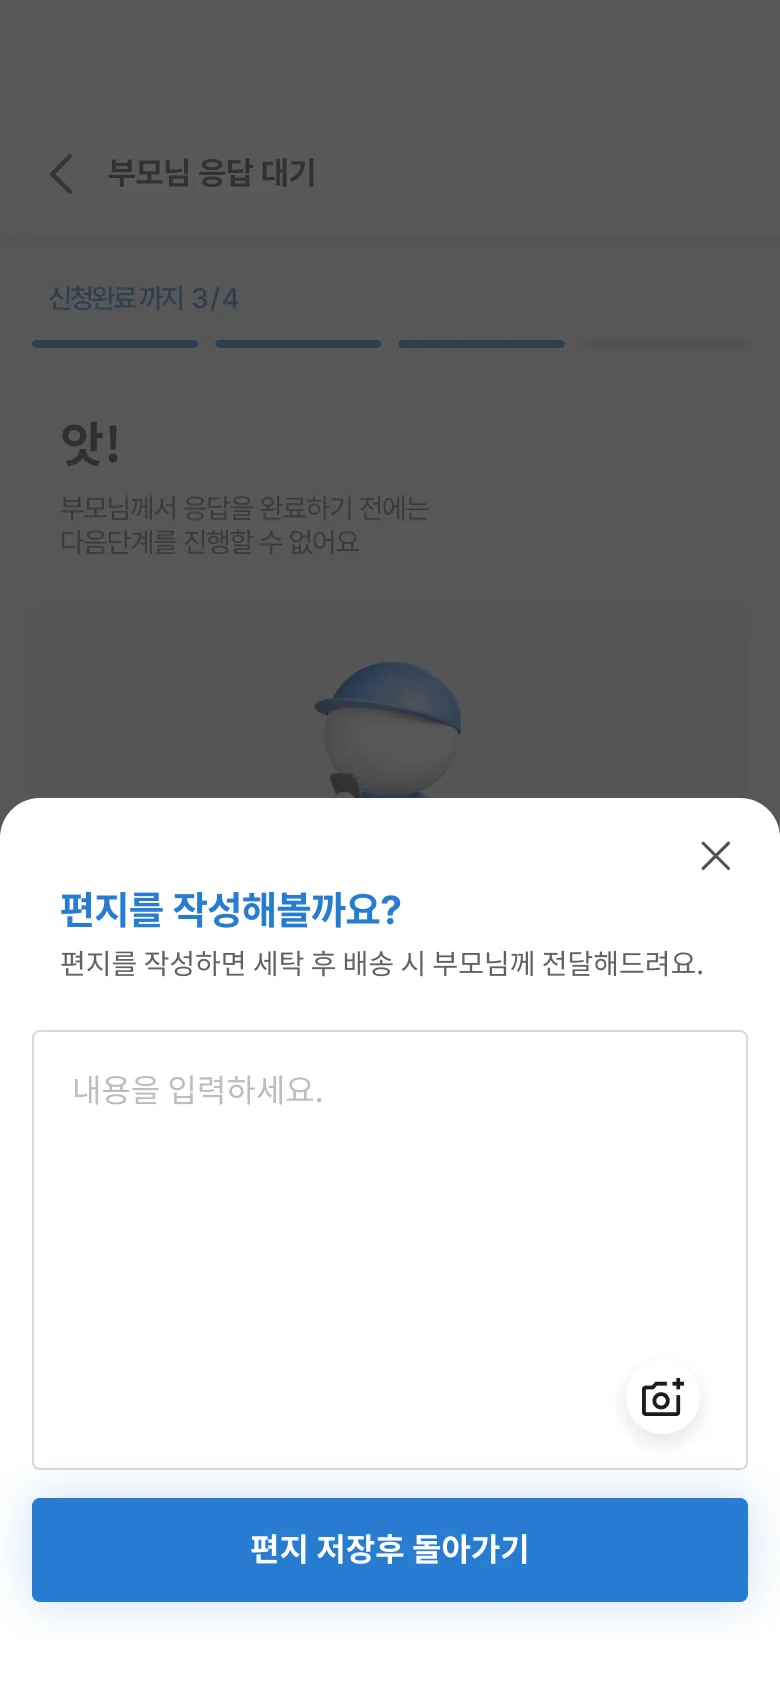 부모님 응답 대기
신청완료 까지 3/4
앗!
부모님께서 응답을 완료하기 전에는
다음단계를 진행할 수 없어요
편지를 작성해볼까요?
편지를 작성하면 세탁 후 배송 시 부모님께 전달해드려요.
내용을 입력하세요.
편지 저장후 돌아가기